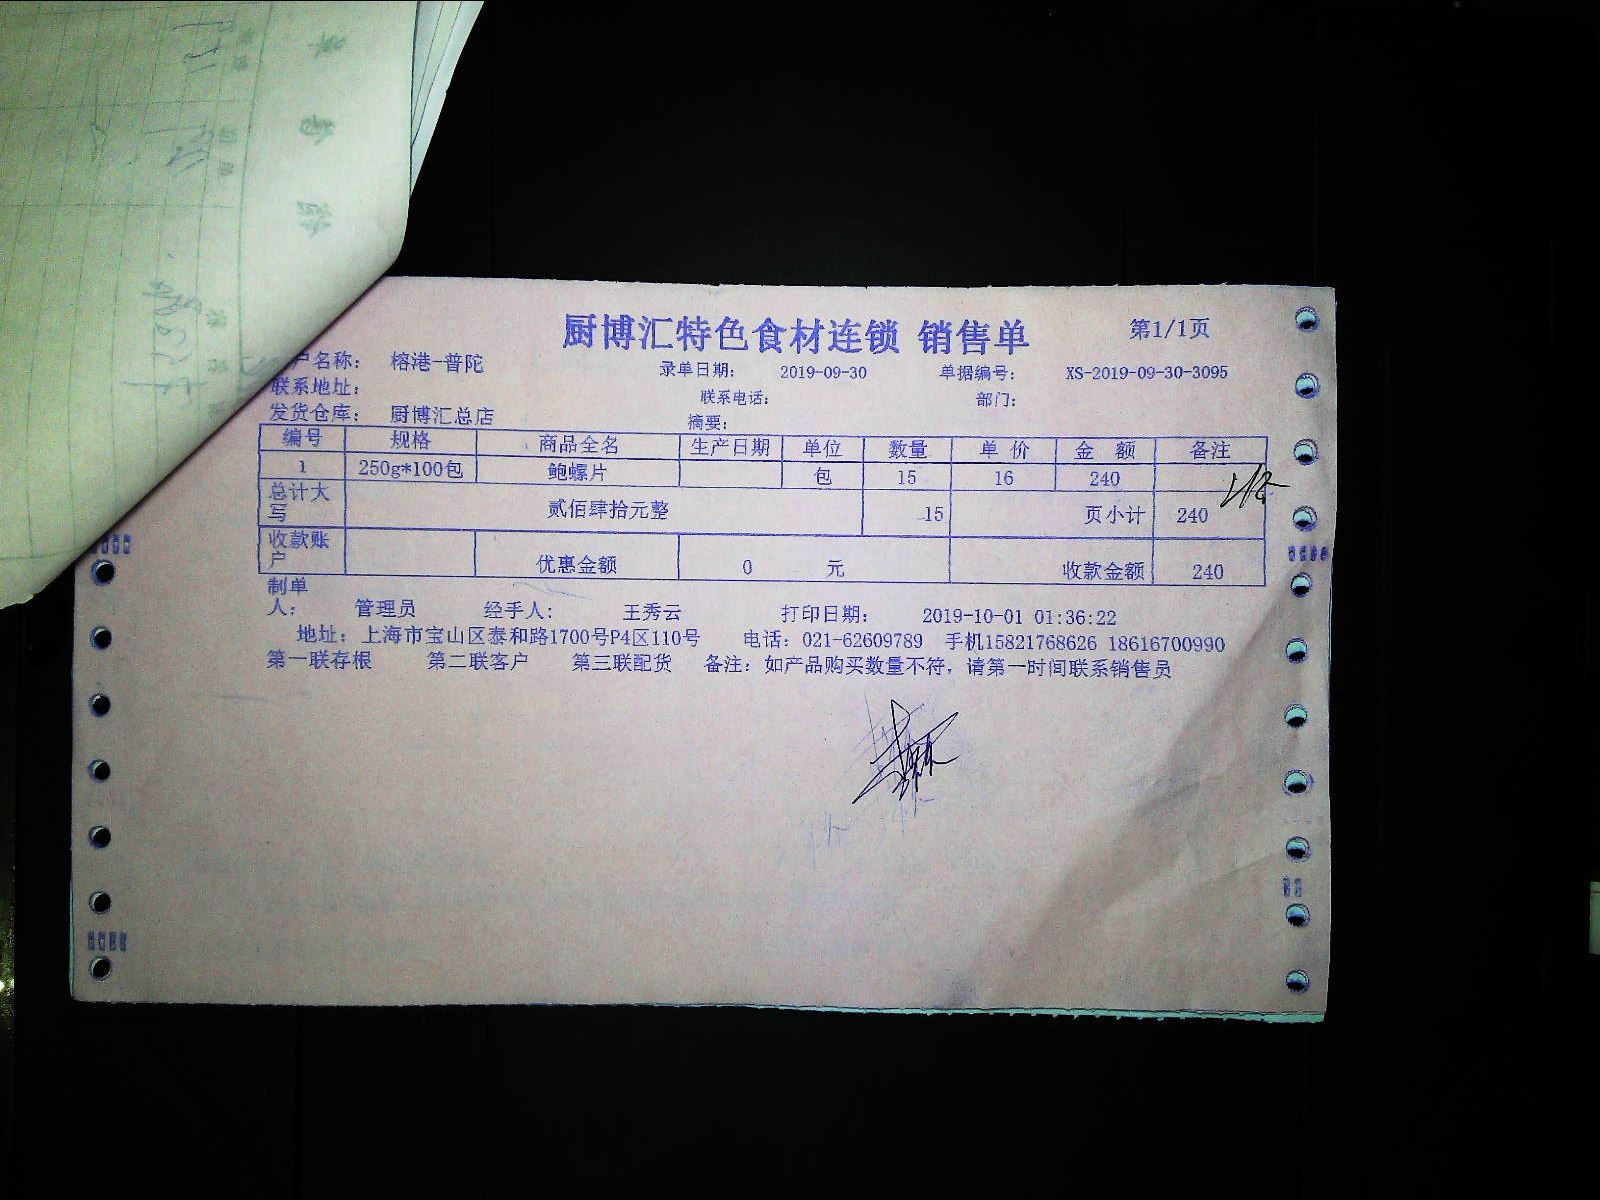 厨博汇特色食材连锁 销售单 第1/1页
户名称: 榕港-普陀 录单日期: 2019-09-30 单据编号: XS-2019-09-30-3095
联系地址: 联系电话: 部门:
发货仓库: 厨博汇总店 摘要:
编号 规格 商品全名 生产日期 单位 数量 单价 金额 备注
1 250g*100包 鲍螺片 包 15 16 240
总计大写 贰佰肆拾元整 15 页小计 240
收款账户 优惠金额 0 元 收款金额 240
制单人: 管理员 经手人: 王秀云 打印日期: 2019-10-01 01:36:22
地址: 上海市宝山区泰和路1700号P4区110号 电话: 021-62609789 手机15821768626 18616700990
第一联存根 第二联客户 第三联配货 备注: 如产品购买数量不符, 请第一时间联系销售员